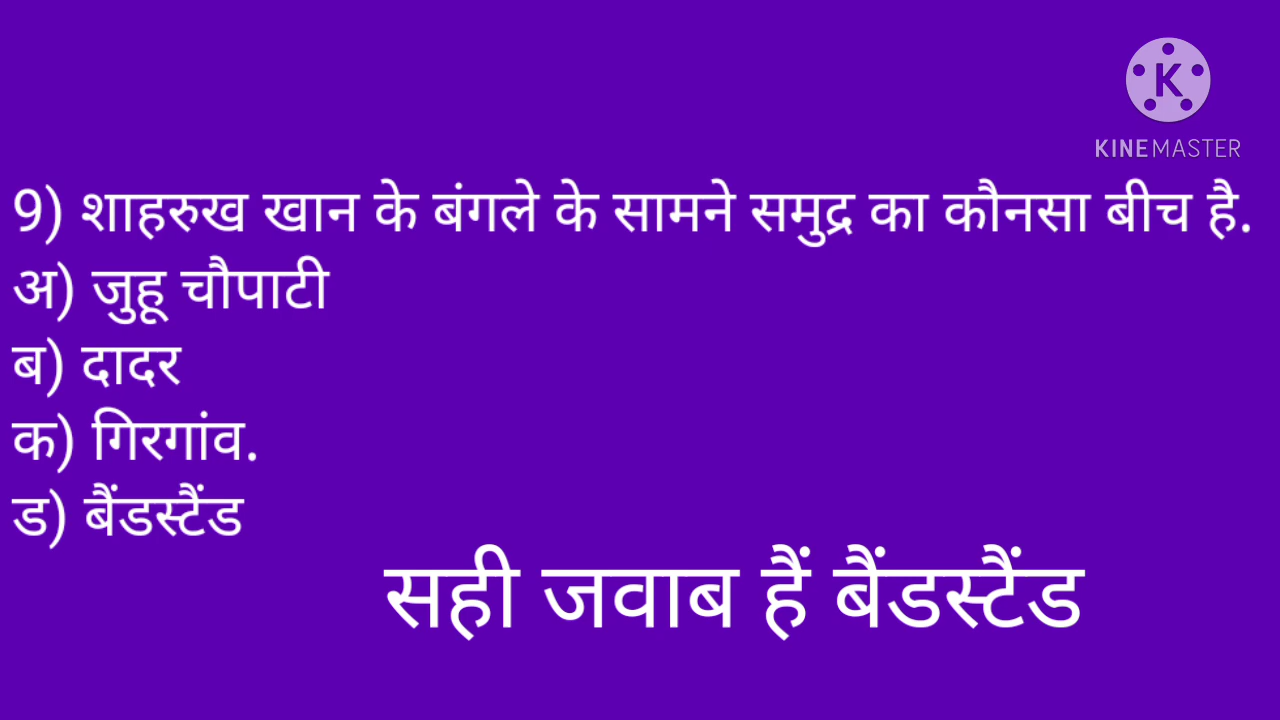 K
KINEMASTER
9) शाहरुख खान के बंगले के सामने समुद्र का कौनसा बीच है.
अ) जुहू चौपाटी
ब) दादर
क) गिरगांव.
ड) बैंडस्टैंड
सही जवाब हैं बैंडस्टैंड